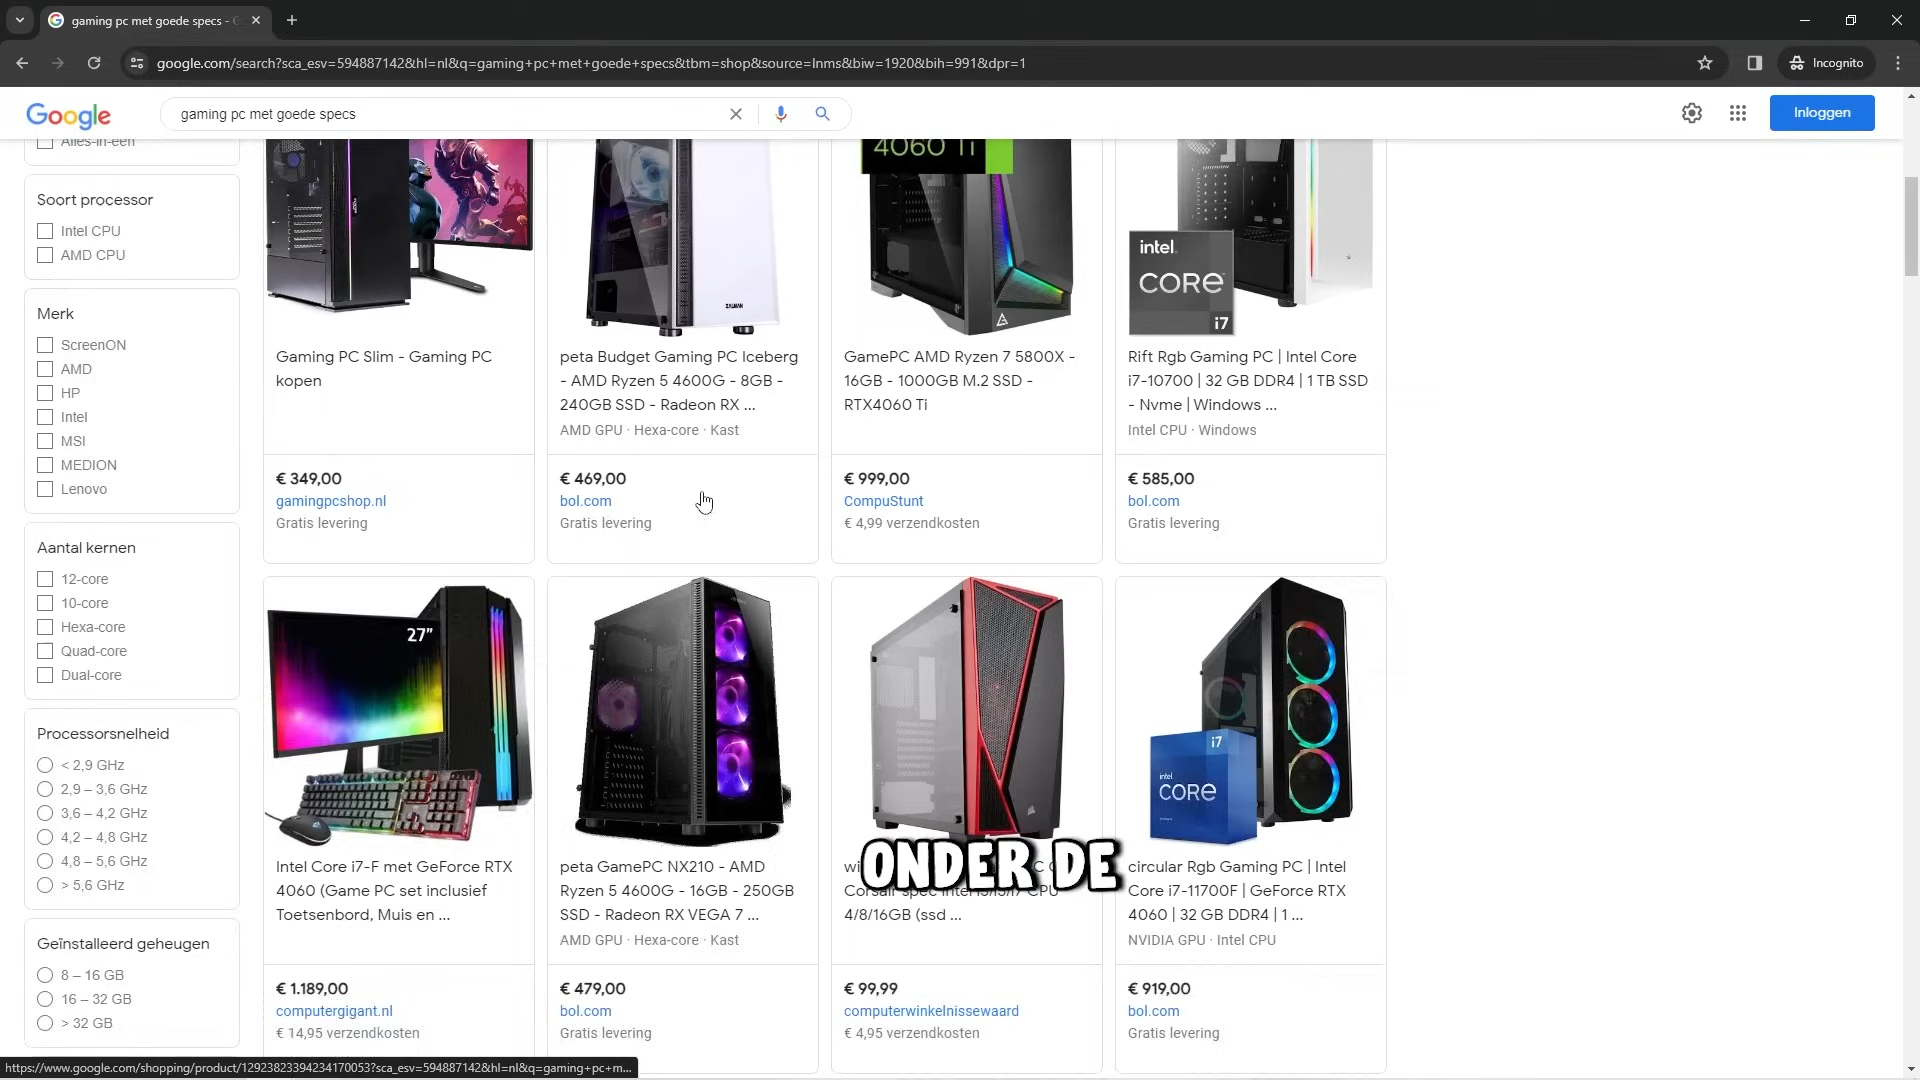 gaming pc met goede specs - G
google.com/search?sca_esv=594887142&hl=nl&q=gaming+pc+met+goede+specs&tbm=shop&source=lnms&biw=1920&bih=991&dpr=1
Incognito
Google
gaming pc met goede specs
Inloggen
Alles-in-een
Soort processor
Intel CPU
AMD CPU
Merk
ScreenON
AMD
HP
Intel
MSI
MEDION
Lenovo
Aantal kernen
12-core
10-core
Hexa-core
Quad-core
Dual-core
Processorsnelheid
< 2,9 GHz
2,9 – 3,6 GHz
3,6 – 4,2 GHz
4,2 – 4,8 GHz
4,8 – 5,6 GHz
> 5,6 GHz
Geïnstalleerd geheugen
8 – 16 GB
16 – 32 GB
> 32 GB
Gaming PC Slim - Gaming PC
kopen
€ 349,00
gamingpcshop.nl
Gratis levering
ZALMAN
peta Budget Gaming PC Iceberg
- AMD Ryzen 5 4600G - 8GB -
240GB SSD - Radeon RX ...
AMD GPU · Hexa-core · Kast
€ 469,00
bol.com
Gratis levering
4060 Ti
GamePC AMD Ryzen 7 5800X -
16GB - 1000GB M.2 SSD -
RTX4060 Ti
€ 999,00
CompuStunt
€ 4,99 verzendkosten
intel.
CORE
i7
Rift Rgb Gaming PC | Intel Core
i7-10700 | 32 GB DDR4 | 1 TB SSD
- Nvme | Windows ...
Intel CPU · Windows
€ 585,00
bol.com
Gratis levering
27”
Intel Core i7-F met GeForce RTX
4060 (Game PC set inclusief
Toetsenbord, Muis en ...
€ 1.189,00
computergigant.nl
€ 14,95 verzendkosten
peta GamePC NX210 - AMD
Ryzen 5 4600G - 16GB - 250GB
SSD - Radeon RX VEGA 7 ...
AMD GPU · Hexa-core · Kast
€ 479,00
bol.com
Gratis levering
ONDER DE
Corsair spec intel i3/i5/i7 CPU
4/8/16GB (ssd ...
€ 99,99
computerwinkelnissewaard
€ 4,95 verzendkosten
i7
intel
CORE
circular Rgb Gaming PC | Intel
Core i7-11700F | GeForce RTX
4060 | 32 GB DDR4 | 1 ...
NVIDIA GPU · Intel CPU
€ 919,00
bol.com
Gratis levering
https://www.google.com/shopping/product/12923823394234170053?sca_esv=594887142&hl=nl&q=gaming+pc+m...